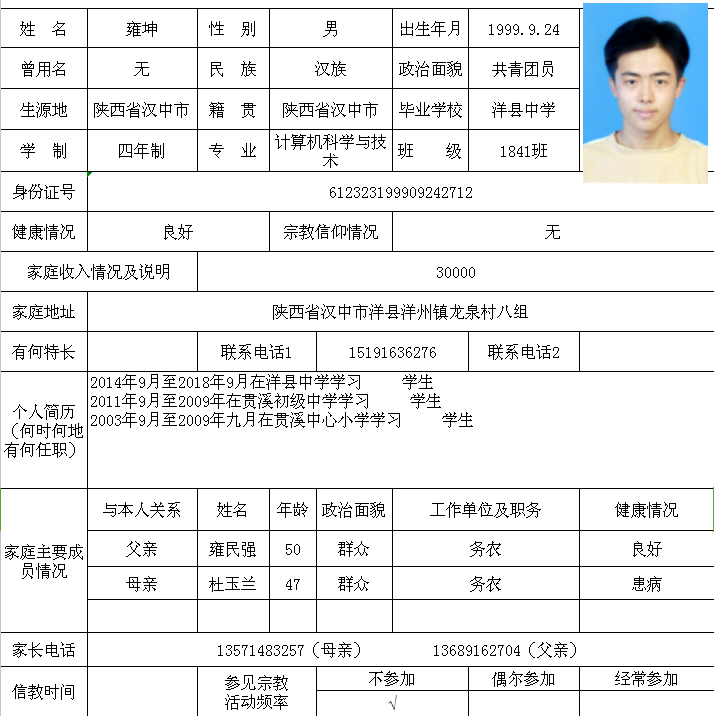 姓 名 雍坤 性 别 男 出生年月 1999.9.24
曾用名 无 民 族 汉族 政治面貌 共青团员
生源地 陕西省汉中市 籍 贯 陕西省汉中市 毕业学校 洋县中学
学 制 四年制 专 业 计算机科学与技术 班 级 1841班
身份证号 612323199909242712
健康情况 良好 宗教信仰情况 无
家庭收入情况及说明 30000
家庭地址 陕西省汉中市洋县洋州镇龙泉村八组
有何特长 联系电话1 15191636276 联系电话2
个人简历
（何时何地
有何任职）
2014年9月至2018年9月在洋县中学学习 学生
2011年9月至2009年在贯溪初级中学学习 学生
2003年9月至2009年九月在贯溪中心小学学习 学生
家庭主要成
员情况
与本人关系 姓名 年龄 政治面貌 工作单位及职务 健康情况
父亲 雍民强 50 群众 务农 良好
母亲 杜玉兰 47 群众 务农 患病
家长电话 13571483257（母亲） 13689162704（父亲）
信教时间 参见宗教
活动频率
不参加 偶尔参加 经常参加
√